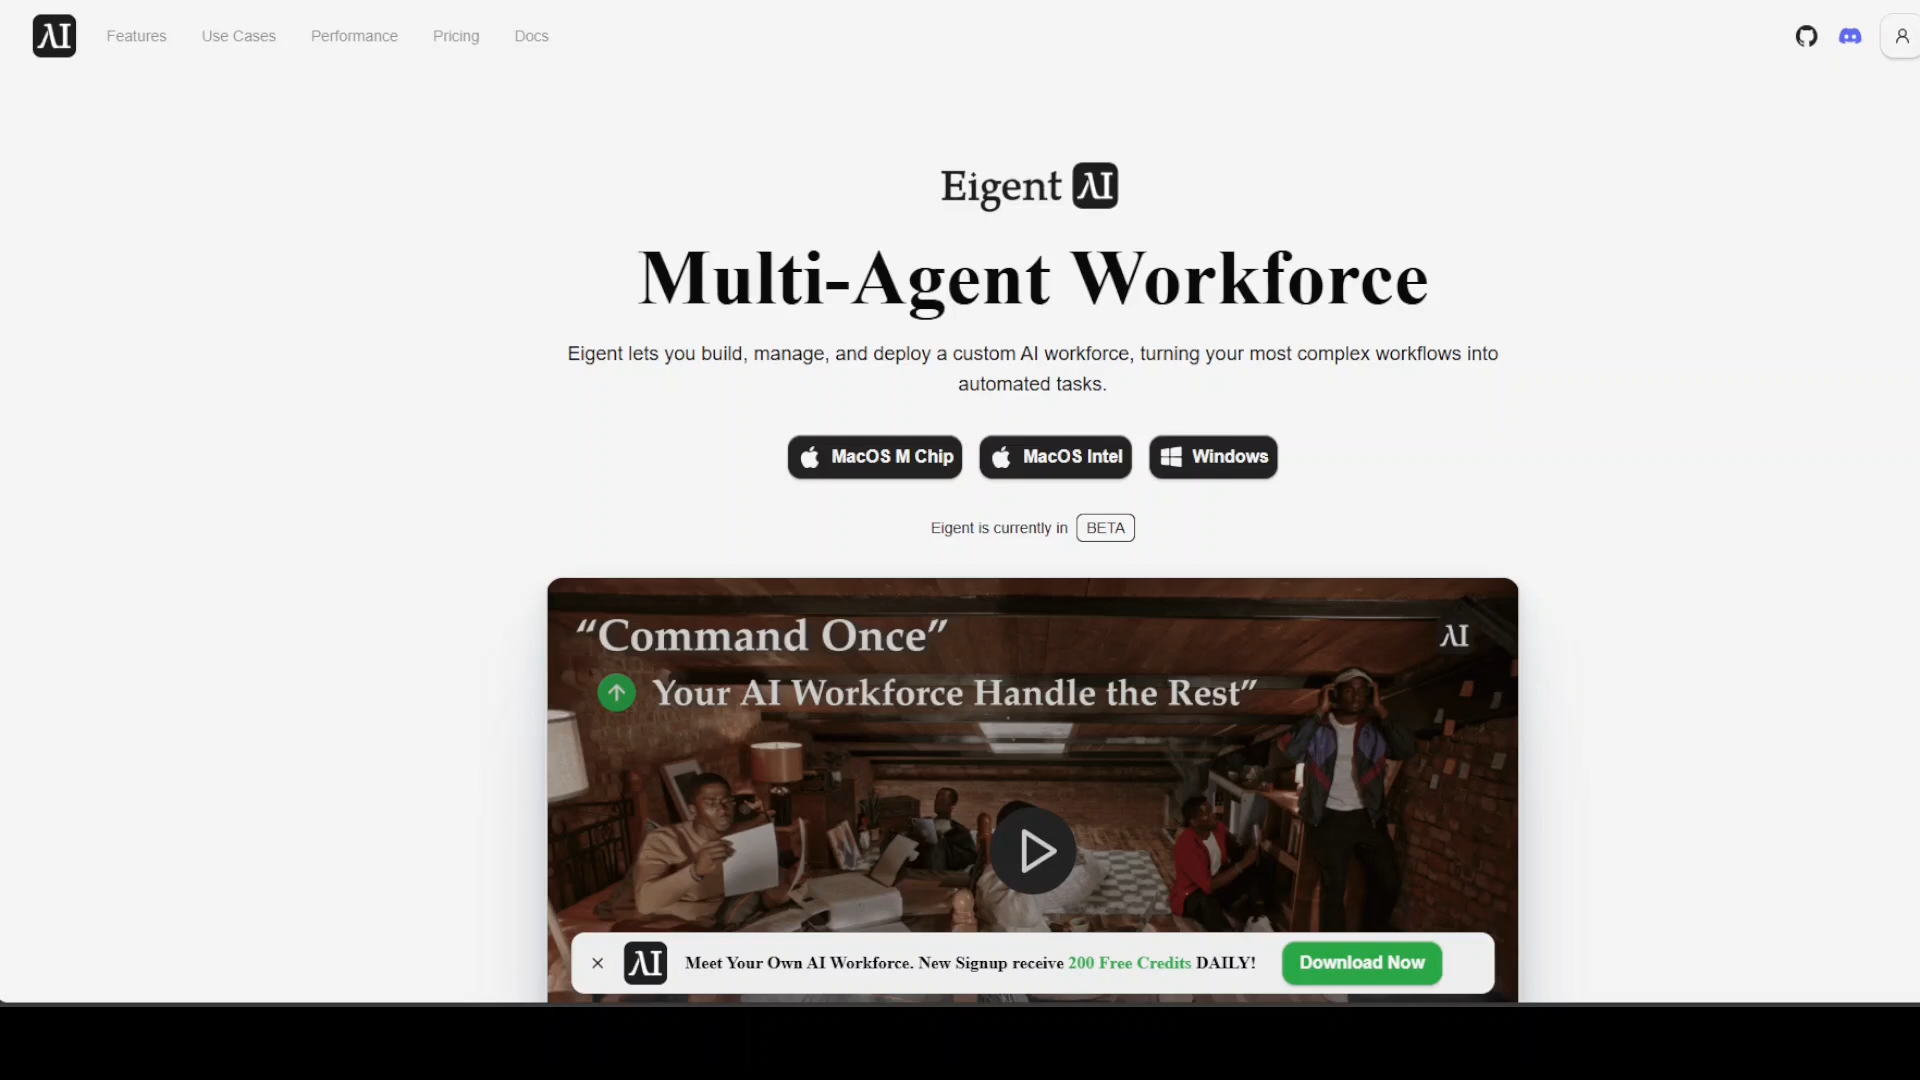 λI
Features
Use Cases
Performance
Pricing
Docs
Eigent λI
Multi-Agent Workforce
Eigent lets you build, manage, and deploy a custom AI workforce, turning your most complex workflows into
automated tasks.
MacOS M Chip
MacOS Intel
Windows
Eigent is currently in BETA
“Command Once”
λI
Your AI Workforce Handle the Rest”
λI
Meet Your Own AI Workforce. New Signup receive 200 Free Credits DAILY!
Download Now